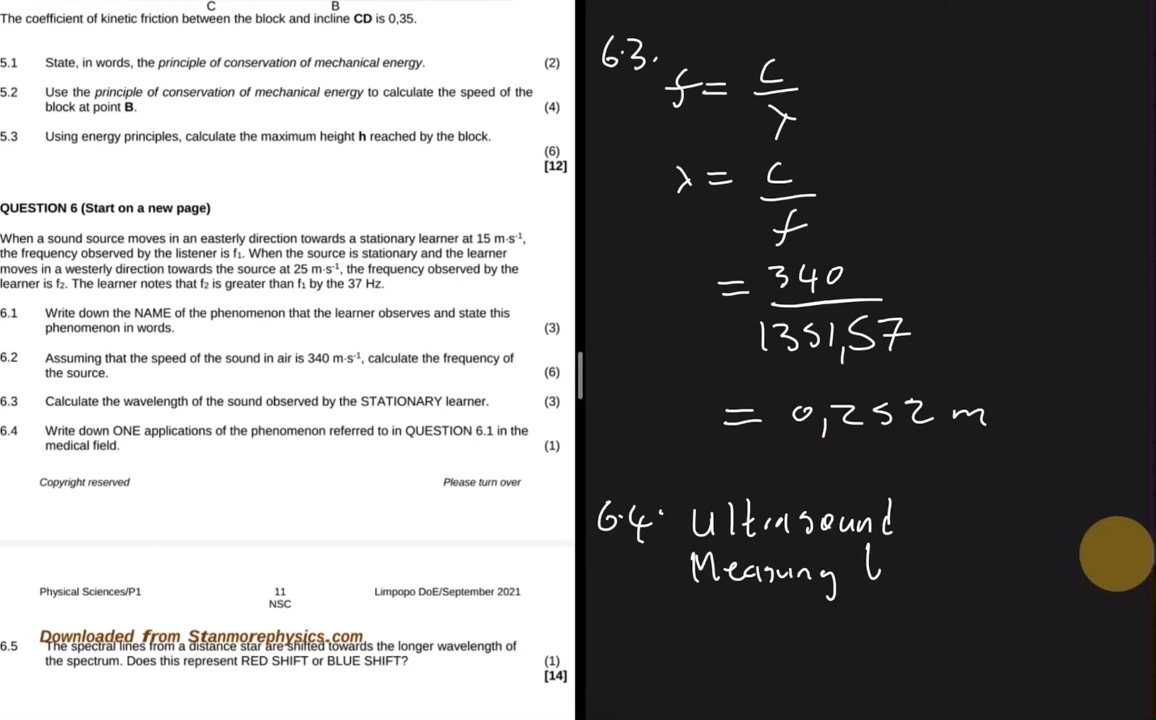 C B
The coefficient of kinetic friction between the block and incline CD is 0,35.
5.1 State, in words, the principle of conservation of mechanical energy. (2)
5.2 Use the principle of conservation of mechanical energy to calculate the speed of the
block at point B. (4)
5.3 Using energy principles, calculate the maximum height h reached by the block.
(6)
[12]
QUESTION 6 (Start on a new page)
When a sound source moves in an easterly direction towards a stationary learner at 15 m·s⁻¹,
the frequency observed by the listener is f₁. When the source is stationary and the learner
moves in a westerly direction towards the source at 25 m·s⁻¹, the frequency observed by the
learner is f₂. The learner notes that f₂ is greater than f₁ by the 37 Hz.
6.1 Write down the NAME of the phenomenon that the learner observes and state this
phenomenon in words. (3)
6.2 Assuming that the speed of the sound in air is 340 m·s⁻¹, calculate the frequency of
the source. (6)
6.3 Calculate the wavelength of the sound observed by the STATIONARY learner. (3)
6.4 Write down ONE applications of the phenomenon referred to in QUESTION 6.1 in the
medical field. (1)
Copyright reserved Please turn over
Physical Sciences/P1 11 Limpopo DoE/September 2021
NSC
Downloaded from Stanmorephysics.com
6.5 The spectral lines from a distance star are shifted towards the longer wavelength of
the spectrum. Does this represent RED SHIFT or BLUE SHIFT? (1)
[14]
6.3.
f = c
λ
λ = c
f
= 340
1351,57
= 0,252 m
6.4. Ultrasound
Measuring